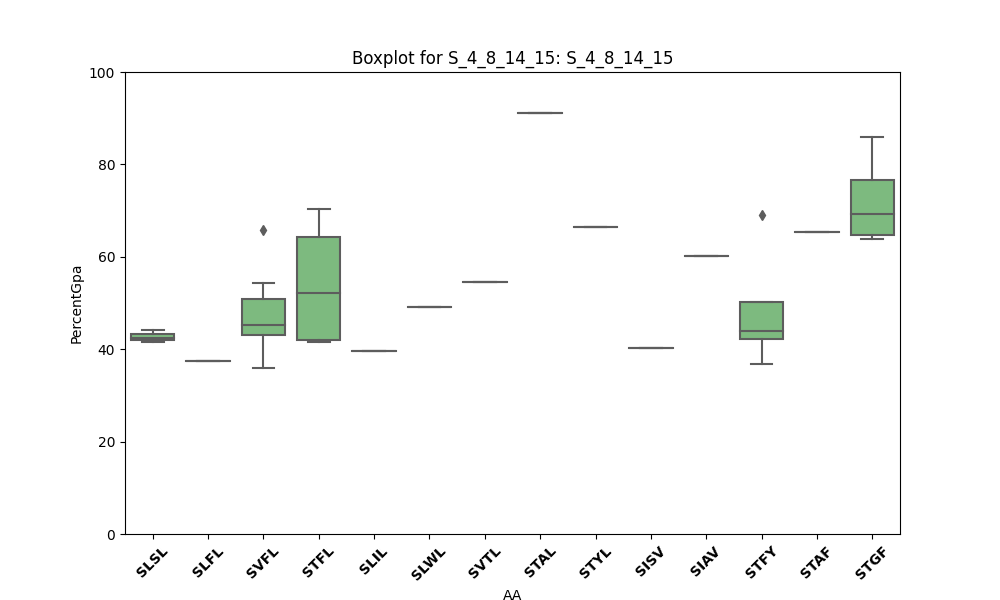 Boxplot for S_4_8_14_15: S_4_8_14_15
100
80
60
40
20
0
PercentGpa
SLSL
SLFL
SVFL
STFL
SLIL
SLWL
SVTL
STAL
STYL
SISV
SIAV
STFY
STAF
STGF
AA